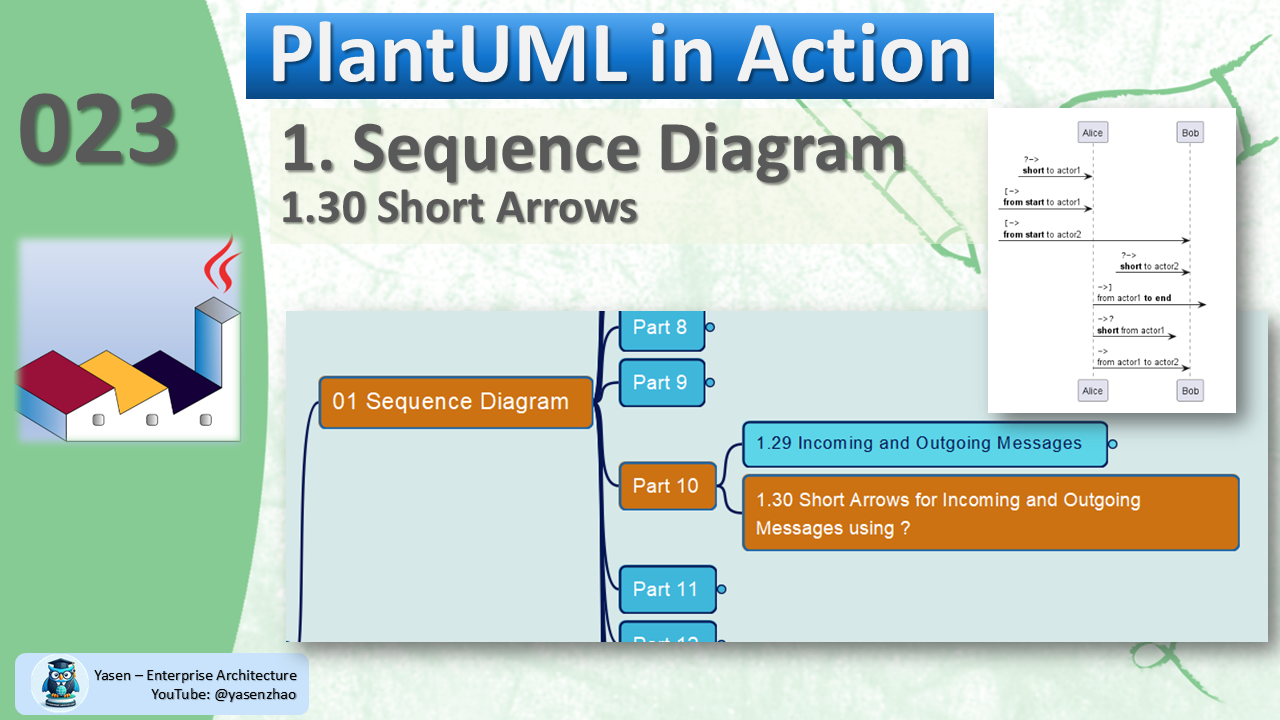 PlantUML in Action
023
1. Sequence Diagram
1.30 Short Arrows
Alice
Bob
?->
short to actor1
[->
from start to actor1
[->
from start to actor2
?->
short to actor2
->]
from actor1 to end
->?
short from actor1
->
from actor1 to actor2
Alice
Bob
Part 8
Part 9
01 Sequence Diagram
1.29 Incoming and Outgoing Messages
Part 10
1.30 Short Arrows for Incoming and Outgoing
Messages using ?
Part 11
Part 12
Yasen – Enterprise Architecture
YouTube: @yasenzhao